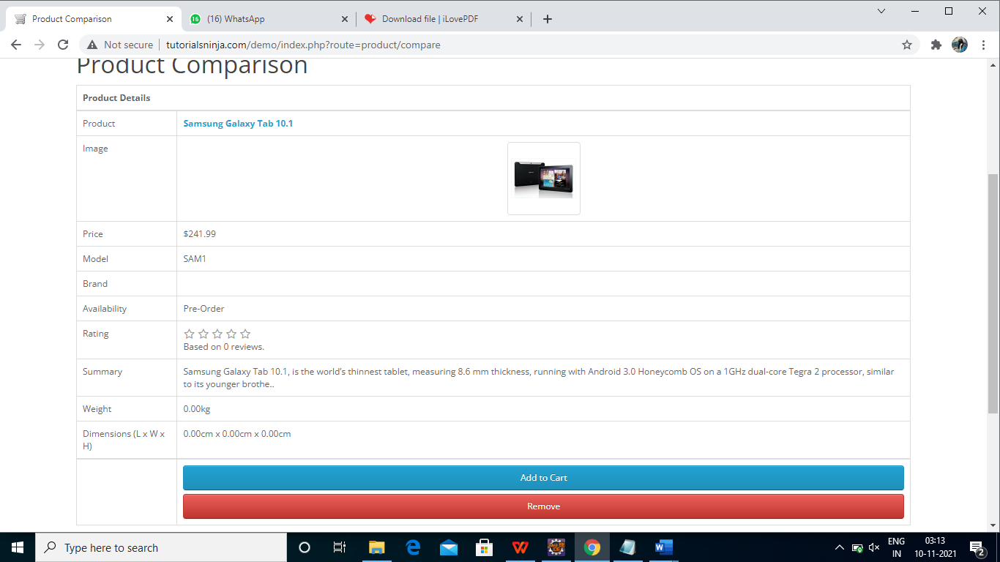 Product Comparison
(16) WhatsApp
Download file | iLovePDF
Not secure
tutorialsninja.com/demo/index.php?route=product/compare
Product Comparison
Product Details
Product
Samsung Galaxy Tab 10.1
Image
Price
$241.99
Model
SAM1
Brand
Availability
Pre-Order
Rating
Based on 0 reviews.
Summary
Samsung Galaxy Tab 10.1, is the world’s thinnest tablet, measuring 8.6 mm thickness, running with Android 3.0 Honeycomb OS on a 1GHz dual-core Tegra 2 processor, similar
to its younger brothe..
Weight
0.00kg
Dimensions (L x W x
H)
0.00cm x 0.00cm x 0.00cm
Add to Cart
Remove
Type here to search
ENG
IN
03:13
10-11-2021
2